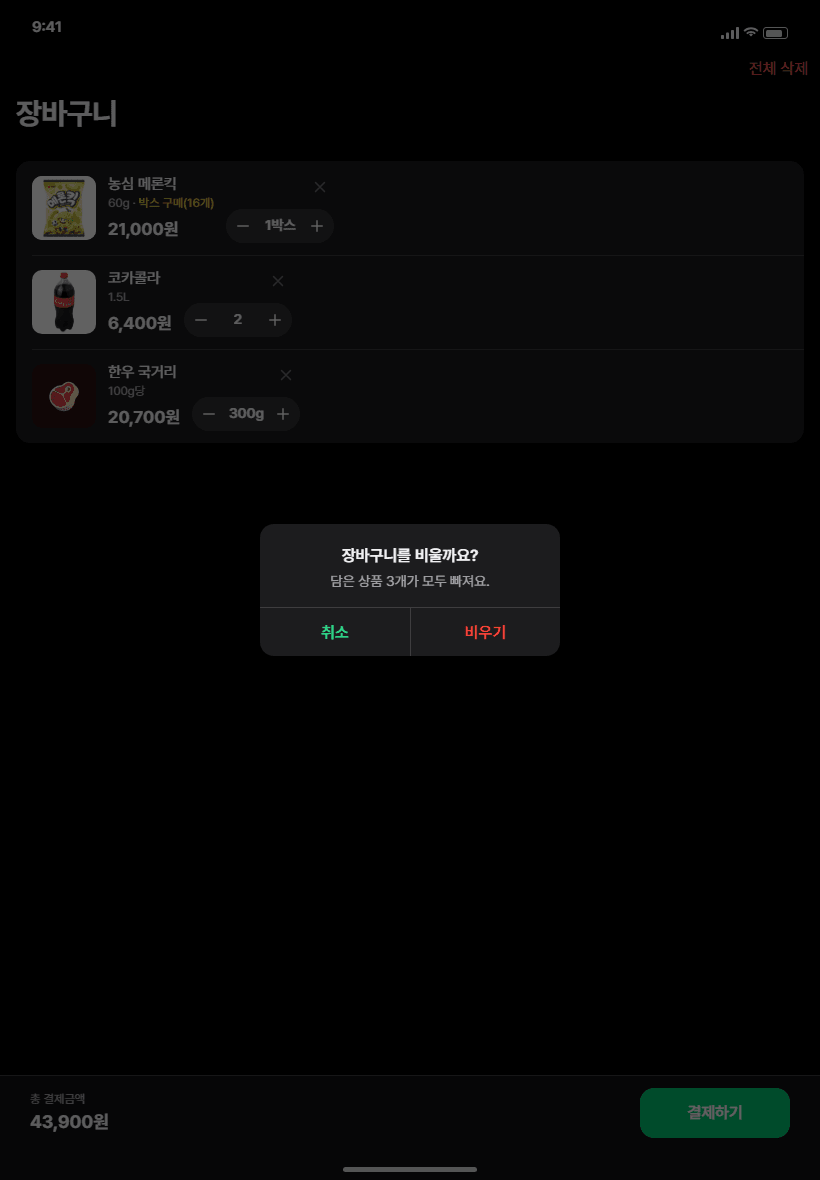 9:41
전체 삭제
장바구니
농심 메론킥
60g · 박스 구매(16개)
21,000원
1박스
메론킥
코카콜라
1.5L
6,400원
2
한우 국거리
100g당
20,700원
300g
장바구니를 비울까요?
담은 상품 3개가 모두 빠져요.
취소
비우기
총 결제금액
43,900원
결제하기